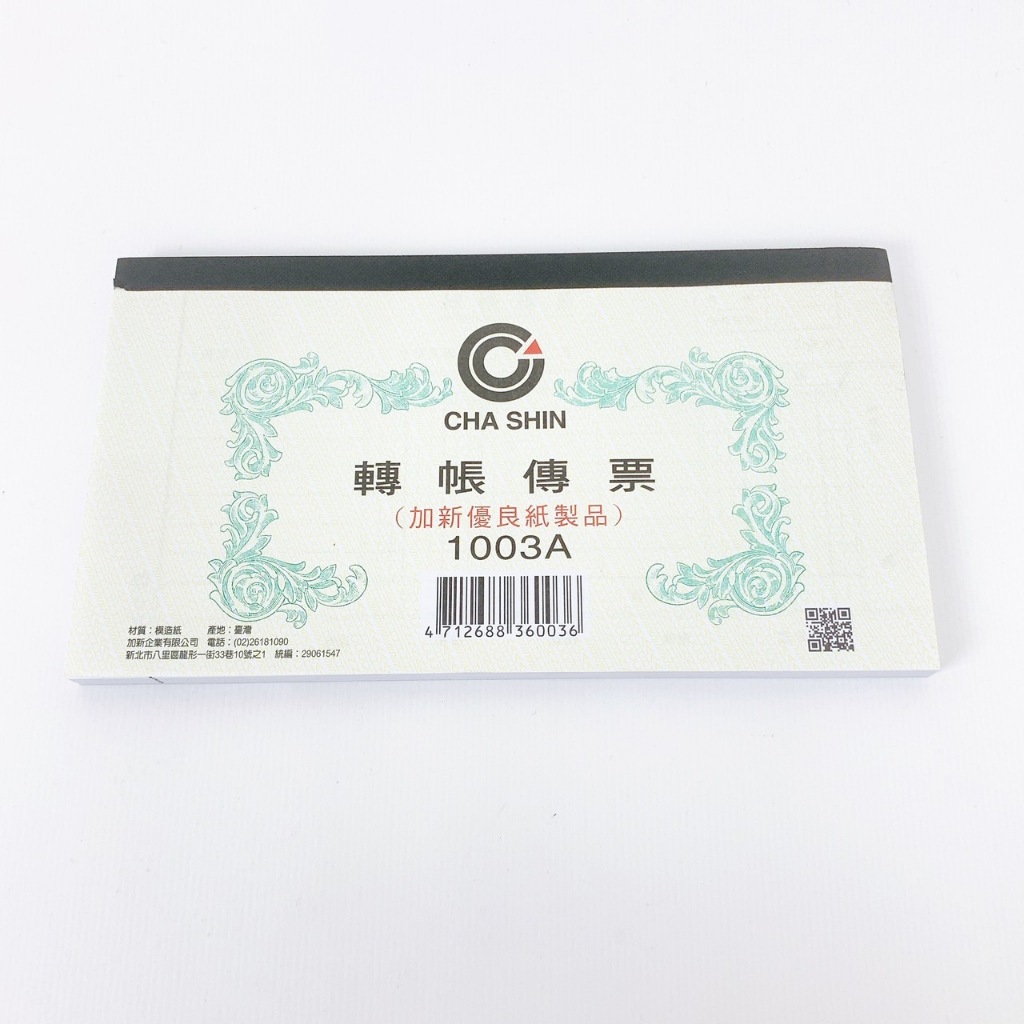 CHA SHIN
轉帳傳票
(加新優良紙製品)
1003A
4 712688 360036
材質:模造紙 產地:臺灣
加新企業有限公司 電話:(02)26181090
新北市八里區龍形一街33巷10號之1 統編:29061547